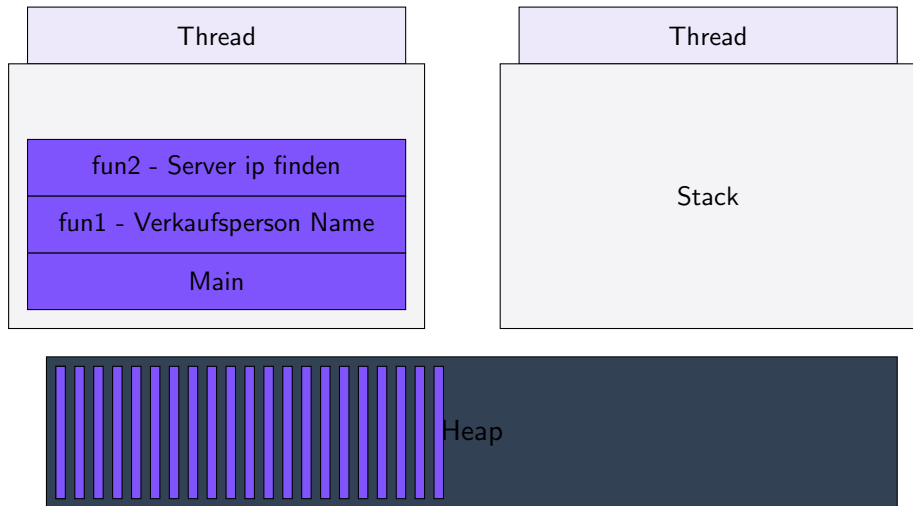 Thread
Thread
fun2 - Server ip finden
fun1 - Verkaufsperson Name
Main
Stack
Heap